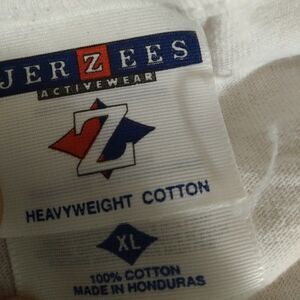 JERZEES
ACTIVEWEAR
Z
HEAVYWEIGHT COTTON
XL
100% COTTON
MADE IN HONDURAS